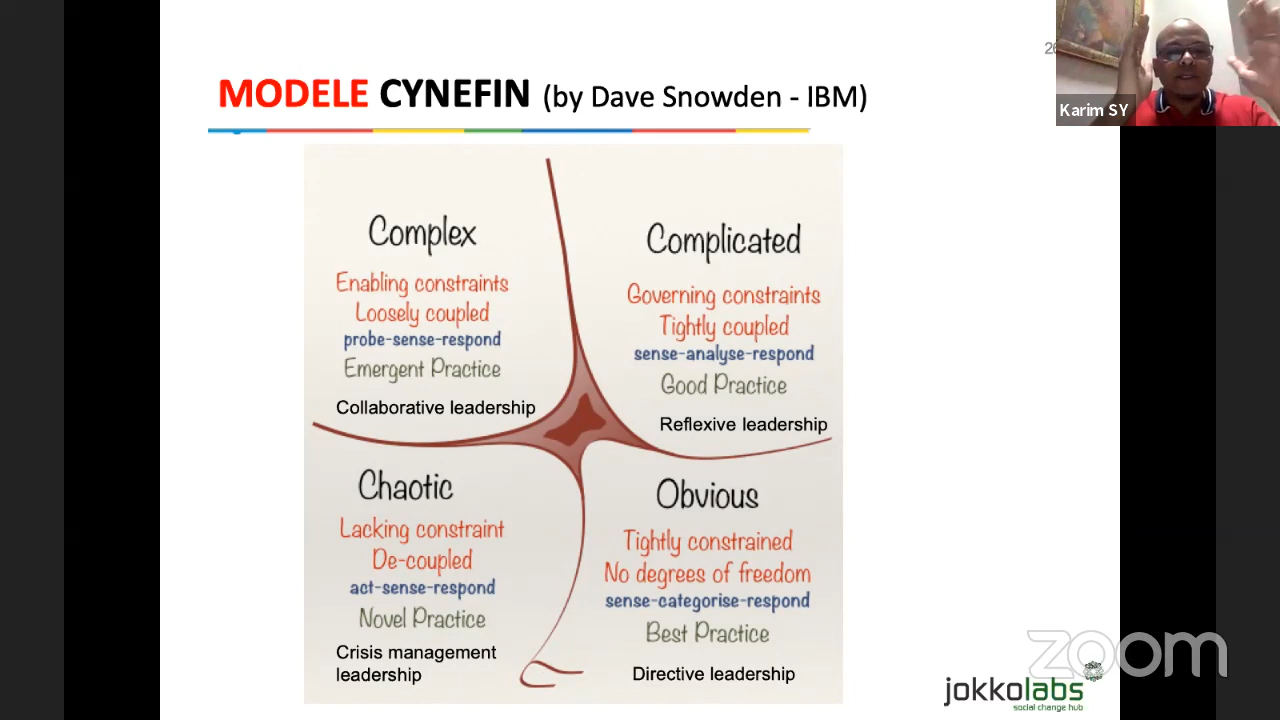 MODELE CYNEFIN (by Dave Snowden - IBM)
26
Karim SY
Complex
Enabling constraints
Loosely coupled
probe-sense-respond
Emergent Practice
Collaborative leadership
Complicated
Governing constraints
Tightly coupled
sense-analyse-respond
Good Practice
Reflexive leadership
Chaotic
Lacking constraint
De-coupled
act-sense-respond
Novel Practice
Crisis management
leadership
Obvious
Tightly constrained
No degrees of freedom
sense-categorise-respond
Best Practice
Directive leadership
zoom
jokkolabs
social change hub